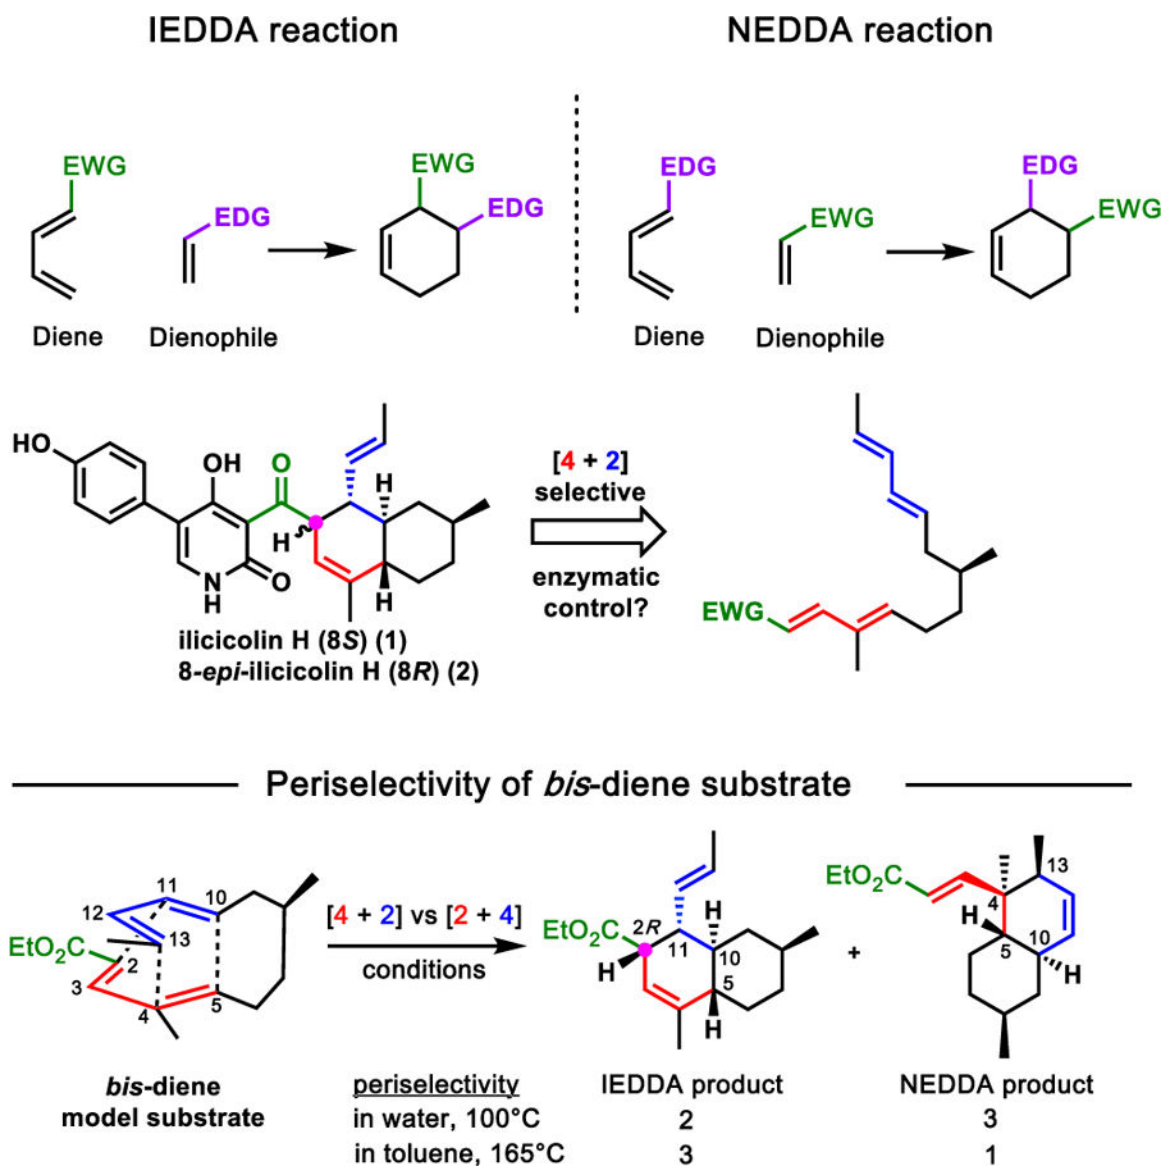 IEDDA reaction
NEDDA reaction
EWG
EDG
EWG
EDG
EDG
EWG
EDG
EWG
Diene
Dienophile
Diene
Dienophile
HO
OH
O
N
H
O
H
H
H
[4 + 2]
selective
enzymatic
control?
EWG
ilicicolin H (8S) (1)
8-epi-ilicicolin H (8R) (2)
Periselectivity of bis-diene substrate
11
10
12
13
EtO2C
2
3
4
5
[4 + 2] vs [2 + 4]
conditions
EtO2C
2R
H
11
H
10
5
H
+
EtO2C
13
4
H
5
10
H
bis-diene
model substrate
periselectivity
IEDDA product
NEDDA product
in water, 100°C
2
3
in toluene, 165°C
3
1